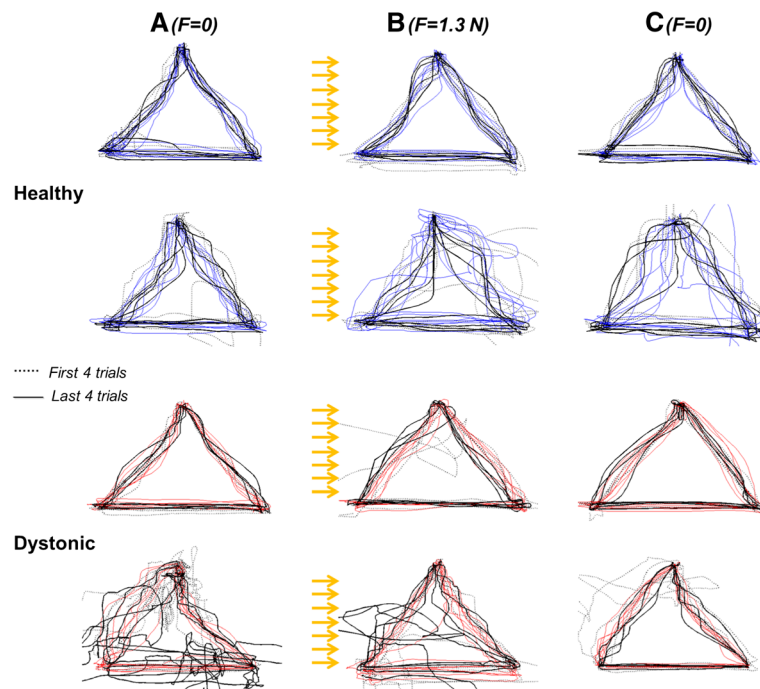 A (F=0)
B (F=1.3 N)
C (F=0)
Healthy
First 4 trials
Last 4 trials
Dystonic